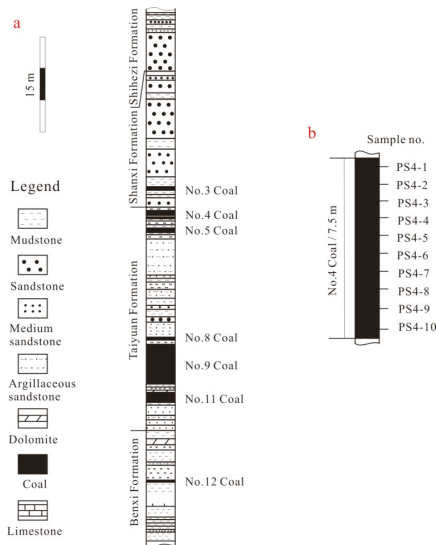 a
15 m
Legend
Mudstone
Sandstone
Medium
sandstone
Argillaceous
sandstone
Dolomite
Coal
Limestone
Shihezi Formation
Shanxi Formation
Taiyuan Formation
Benxi Formation
No.3 Coal
No.4 Coal
No.5 Coal
No.8 Coal
No.9 Coal
No.11 Coal
No.12 Coal
b
Sample no.
No.4 Coal / 7.5 m
PS4-1
PS4-2
PS4-3
PS4-4
PS4-5
PS4-6
PS4-7
PS4-8
PS4-9
PS4-10